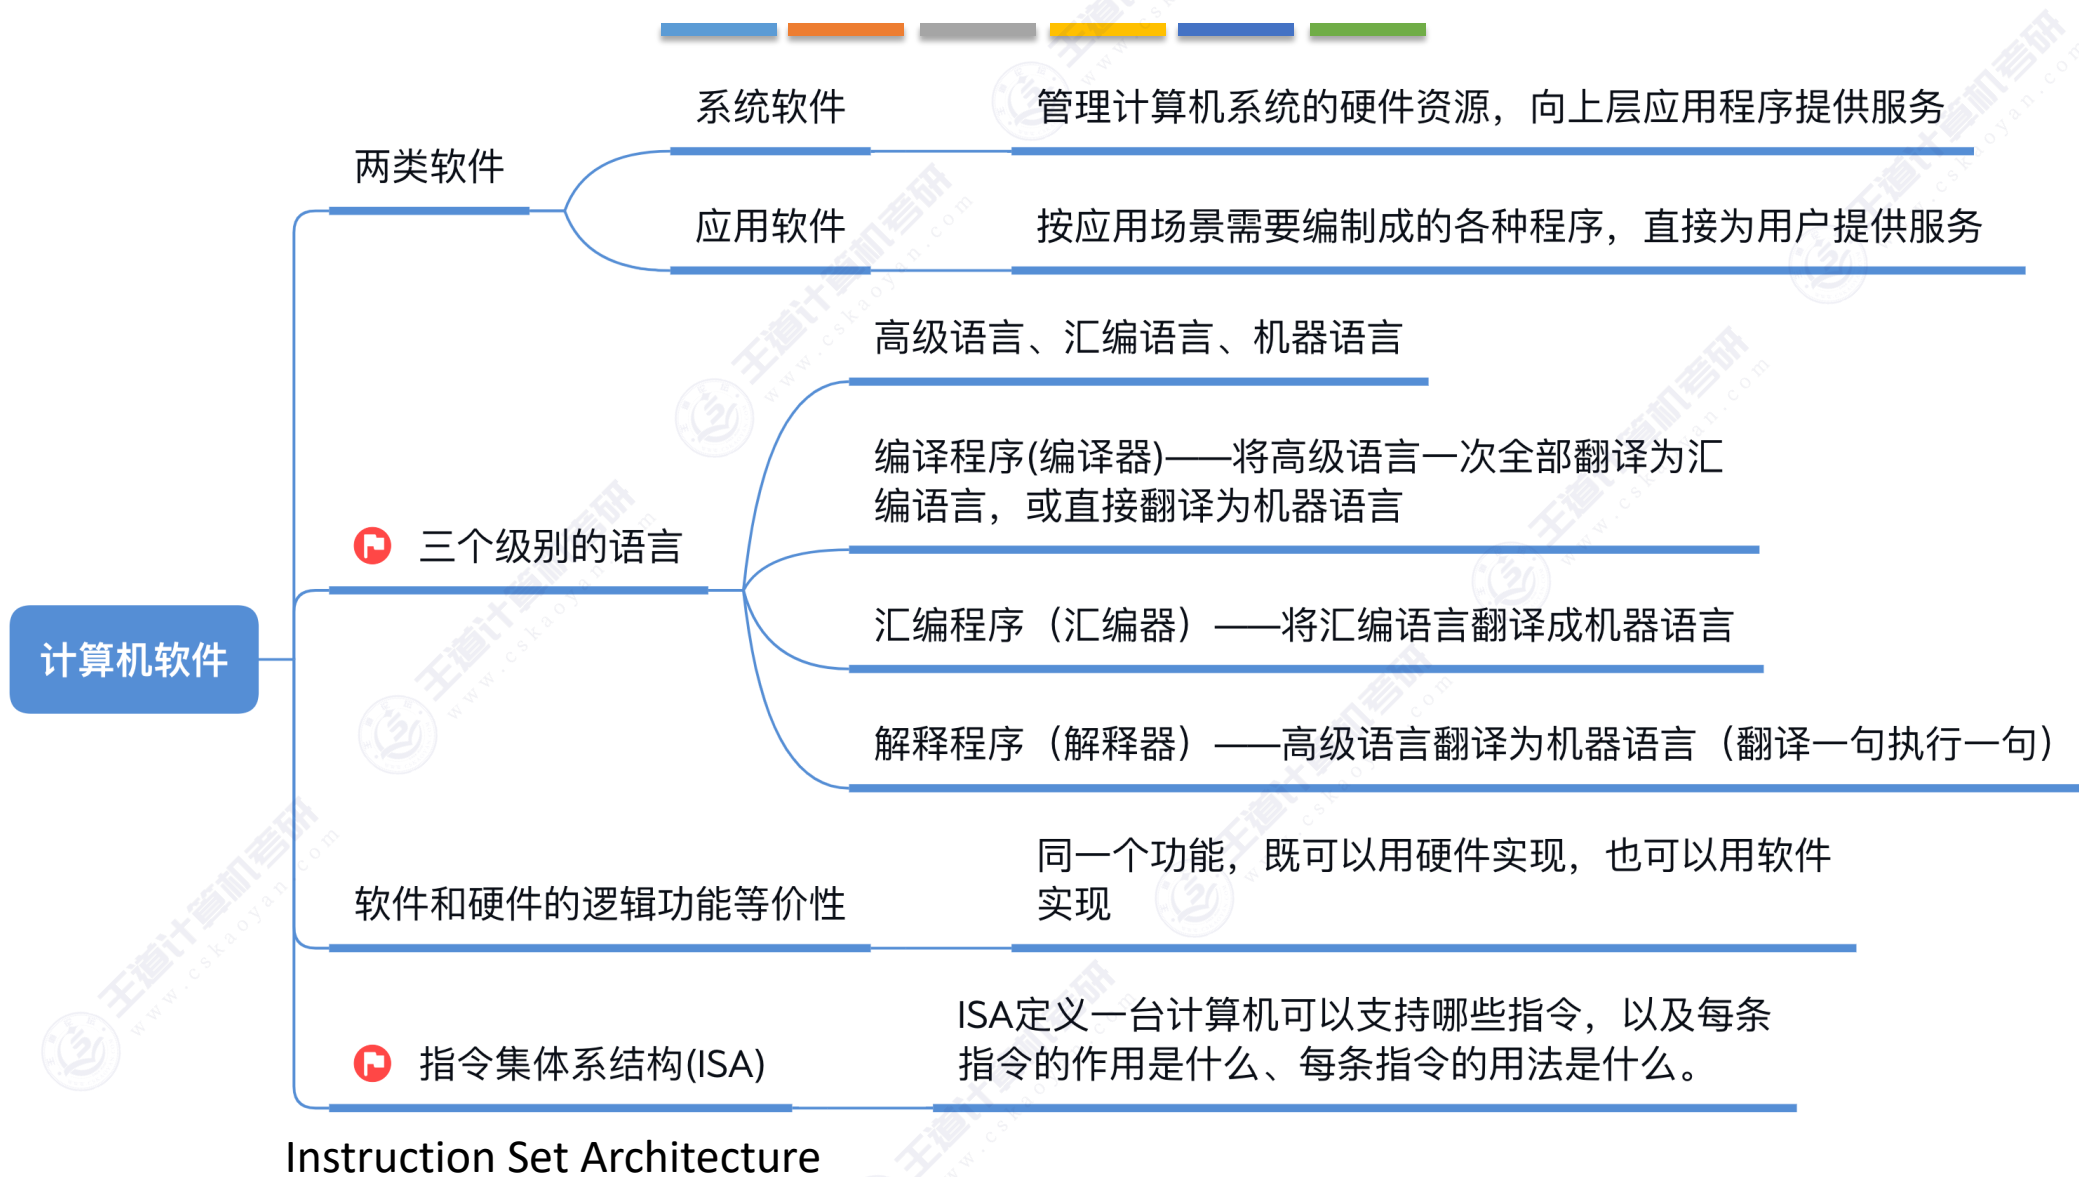 系统软件
管理计算机系统的硬件资源，向上层应用程序提供服务
两类软件
应用软件
按应用场景需要编制成的各种程序，直接为用户提供服务
高级语言、汇编语言、机器语言
编译程序(编译器)——将高级语言一次全部翻译为汇
编语言，或直接翻译为机器语言
三个级别的语言
汇编程序（汇编器）——将汇编语言翻译成机器语言
计算机软件
解释程序（解释器）——高级语言翻译为机器语言（翻译一句执行一句）
同一个功能，既可以用硬件实现，也可以用软件
实现
软件和硬件的逻辑功能等价性
ISA定义一台计算机可以支持哪些指令，以及每条
指令的作用是什么、每条指令的用法是什么。
指令集体系结构(ISA)
Instruction Set Architecture
王道计算机考研
www.cskaoyan.com